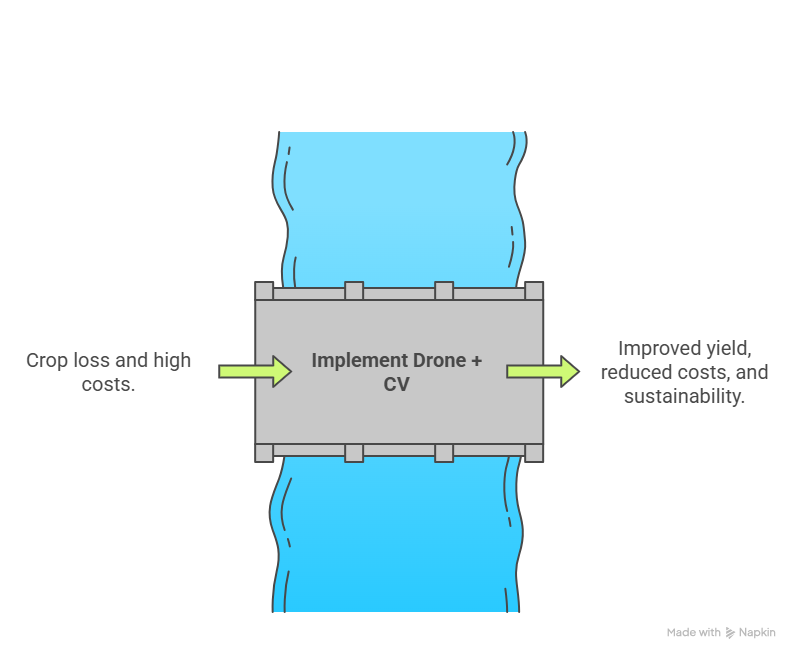 Crop loss and high
costs.
Implement Drone +
CV
Improved yield,
reduced costs, and
sustainability.
Made with Napkin